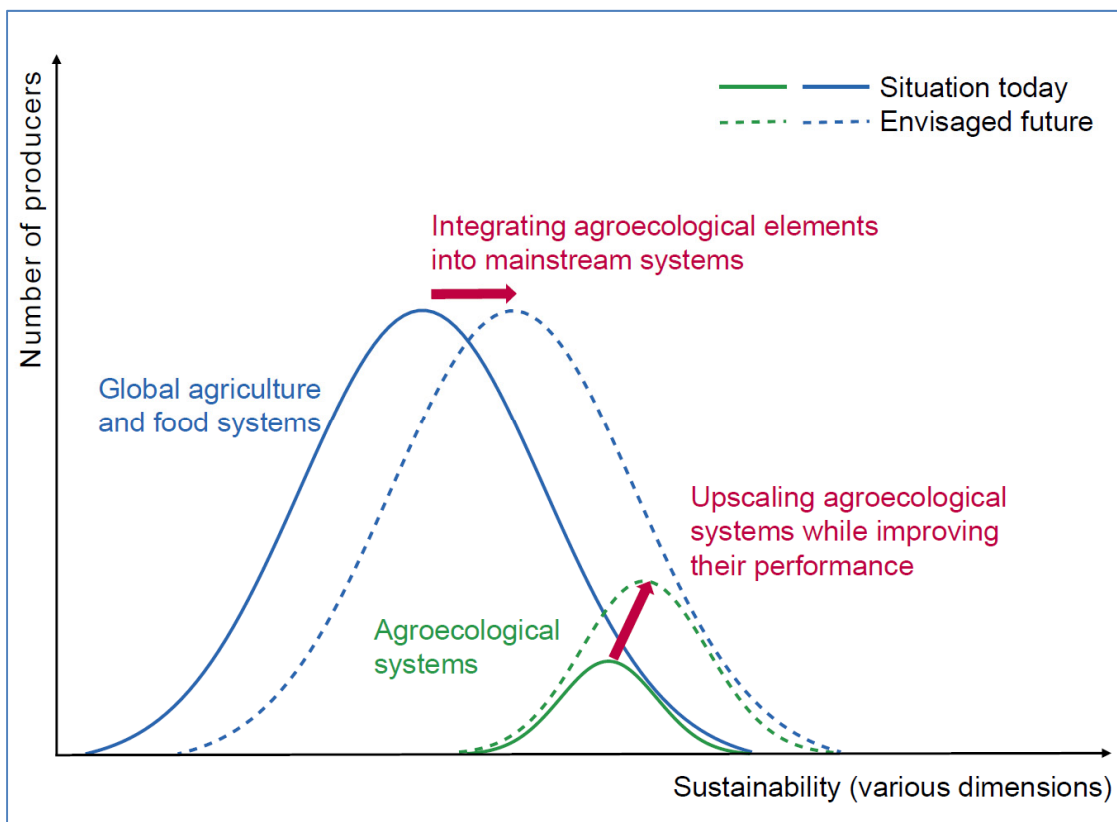 Number of producers
Situation today
Envisaged future
Integrating agroecological elements
into mainstream systems
Global agriculture
and food systems
Upscaling agroecological
systems while improving
their performance
Agroecological
systems
Sustainability (various dimensions)